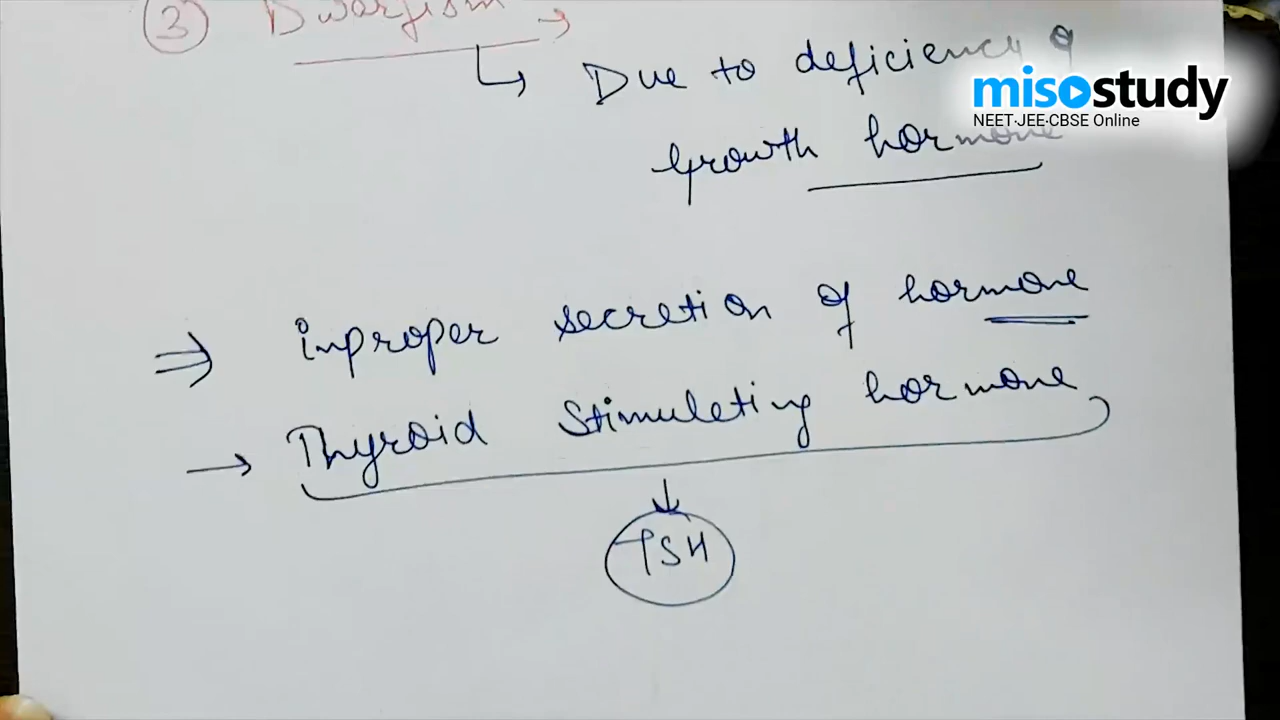 3 Dwarfism →
↳ Due to deficiency of
growth hormone
misostudy
NEET·JEE·CBSE Online
⇒ improper secretion of hormone
→ Thyroid Stimuleting hormone
↓
TSH